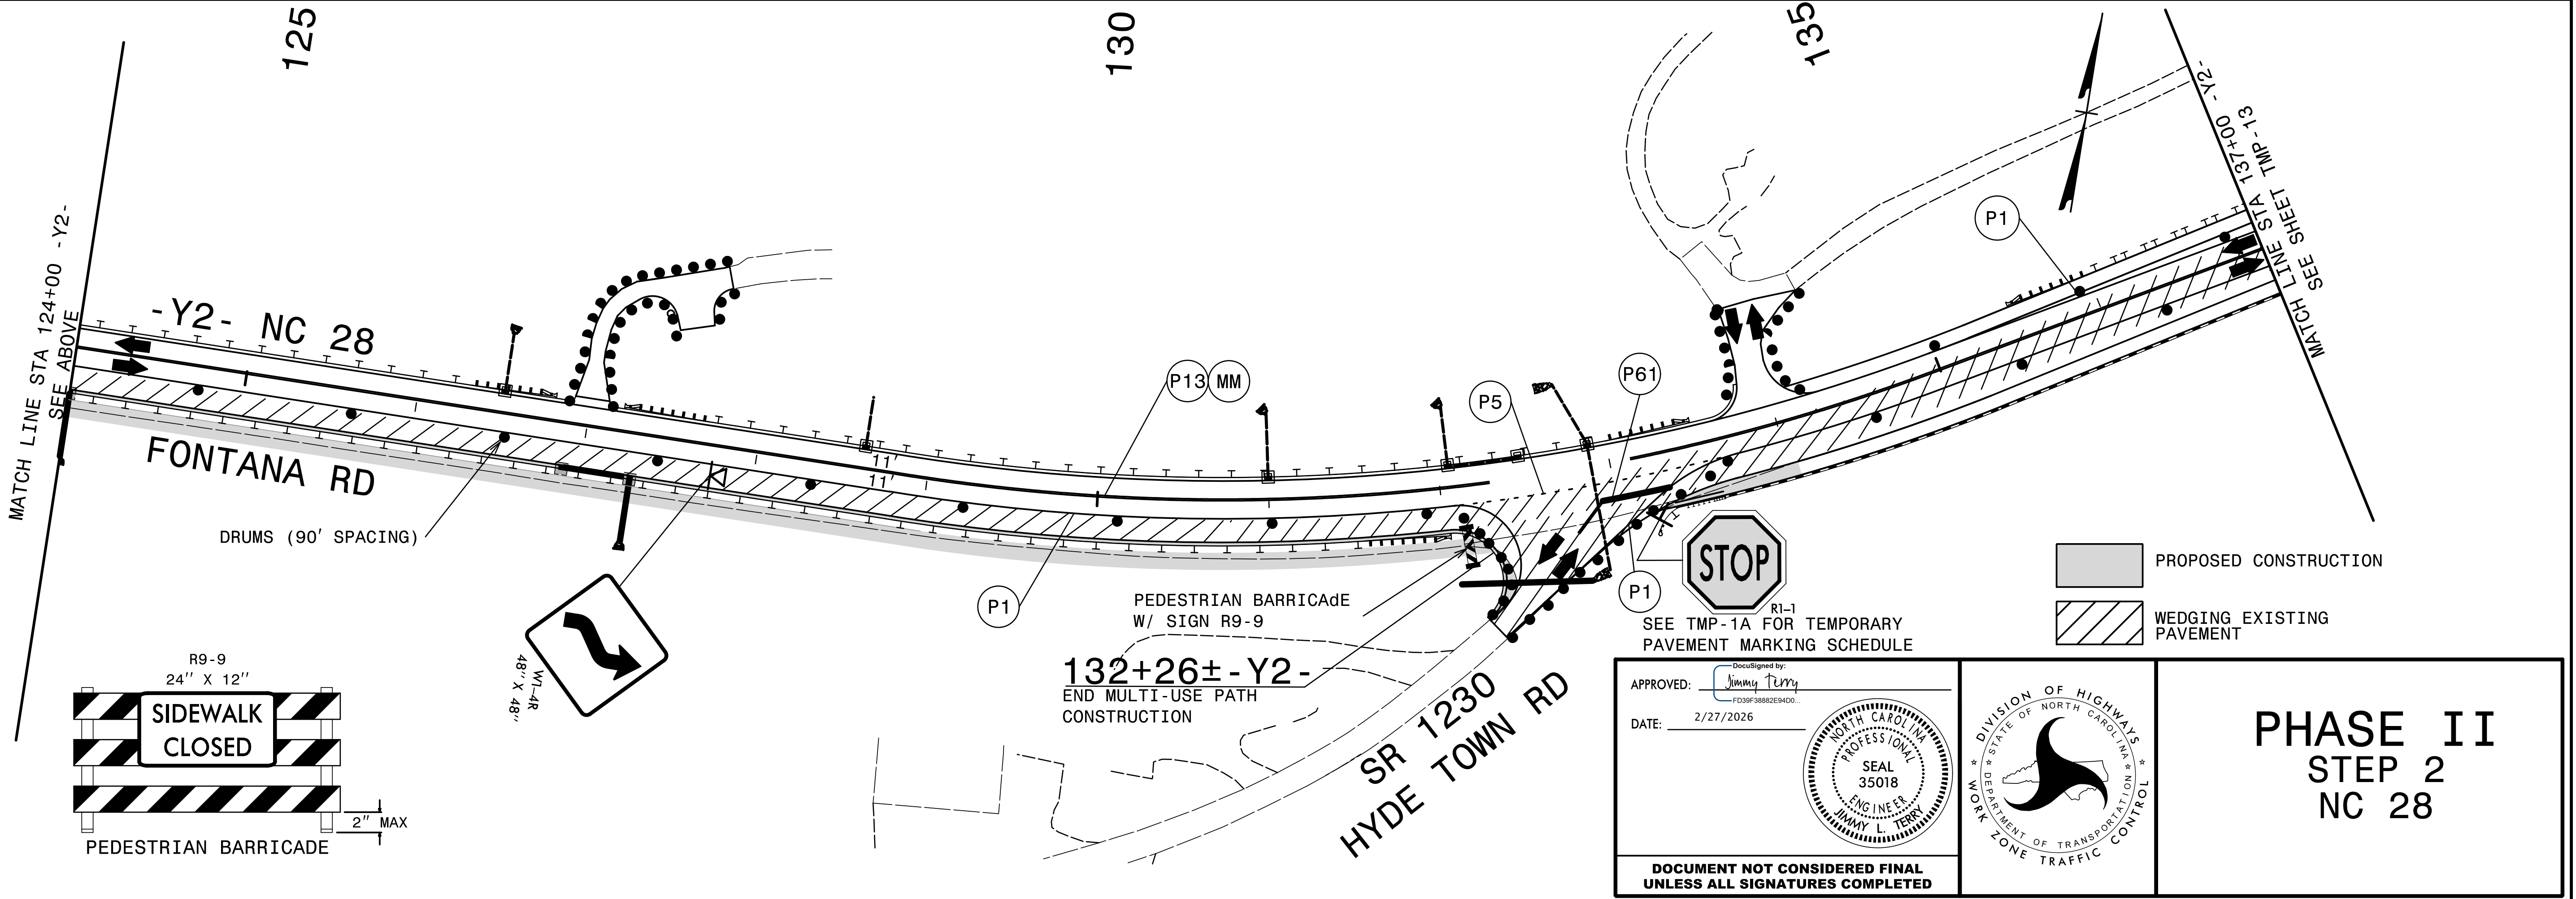 125
130
135
MATCH LINE STA 124+00 -Y2-
SEE ABOVE
-Y2- NC 28
FONTANA RD
DRUMS (90' SPACING)
11'
11'
P13
MM
P5
P61
P1
P1
P1
MATCH LINE STA 137+00 -Y2-
SEE SHEET TMP-13
W1-4R
48" X 48"
PEDESTRIAN BARRICAdE
W/ SIGN R9-9
132+26±-Y2-
END MULTI-USE PATH
CONSTRUCTION
STOP
R1-1
SEE TMP-1A FOR TEMPORARY
PAVEMENT MARKING SCHEDULE
SR 1230
HYDE TOWN RD
PROPOSED CONSTRUCTION
WEDGING EXISTING
PAVEMENT
R9-9
24" X 12"
SIDEWALK
CLOSED
2" MAX
PEDESTRIAN BARRICADE
APPROVED:
DocuSigned by:
Jimmy Terry
FD39F38882E94D0...
DATE: 2/27/2026
NORTH CAROLINA
PROFESSIONAL
SEAL
35018
ENGINEER
JIMMY L. TERRY
DOCUMENT NOT CONSIDERED FINAL
UNLESS ALL SIGNATURES COMPLETED
DIVISION OF HIGHWAYS
STATE OF NORTH CAROLINA
DEPARTMENT OF TRANSPORTATION
WORK ZONE TRAFFIC CONTROL
PHASE II
STEP 2
NC 28